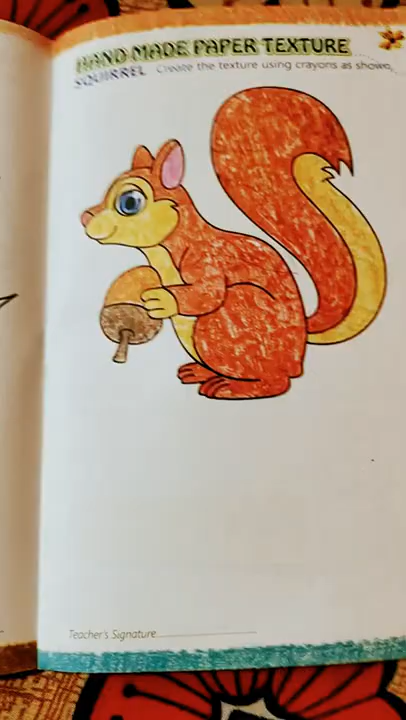 HAND MADE PAPER TEXTURE
SQUIRREL Create the texture using crayons as shown.
Teacher's Signature